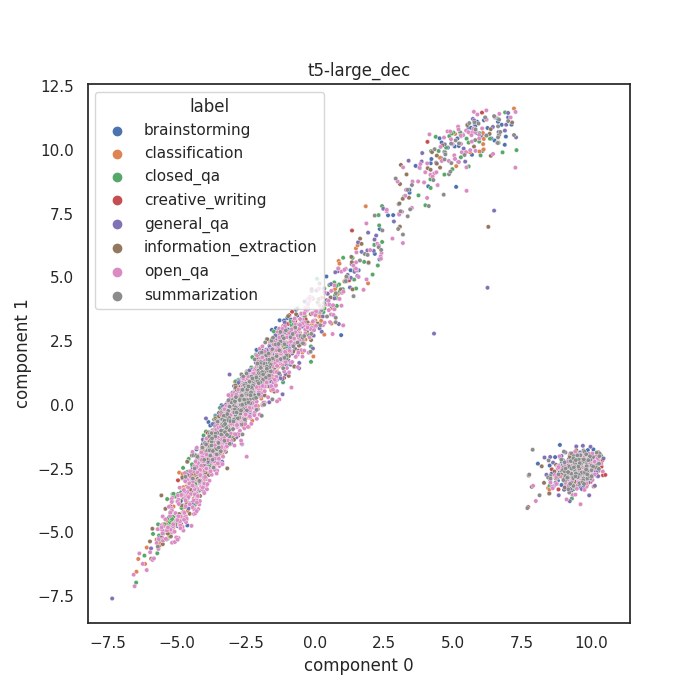 t5-large_dec
12.5
10.0
7.5
5.0
2.5
0.0
−2.5
−5.0
−7.5
component 1
label
brainstorming
classification
closed_qa
creative_writing
general_qa
information_extraction
open_qa
summarization
−7.5 −5.0 −2.5 0.0 2.5 5.0 7.5 10.0
component 0